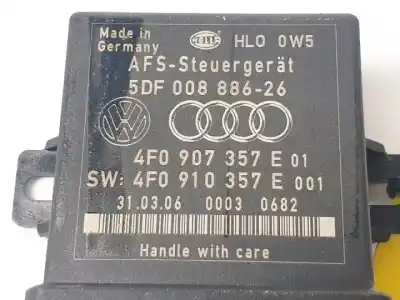 Made in
Germany
HELLA
HLO 0W5
AFS-Steuergerät
5DF 008 886-26
4F0 907 357 E 01
SW: 4F0 910 357 E 001
31.03.06 0003 0682
Handle with care